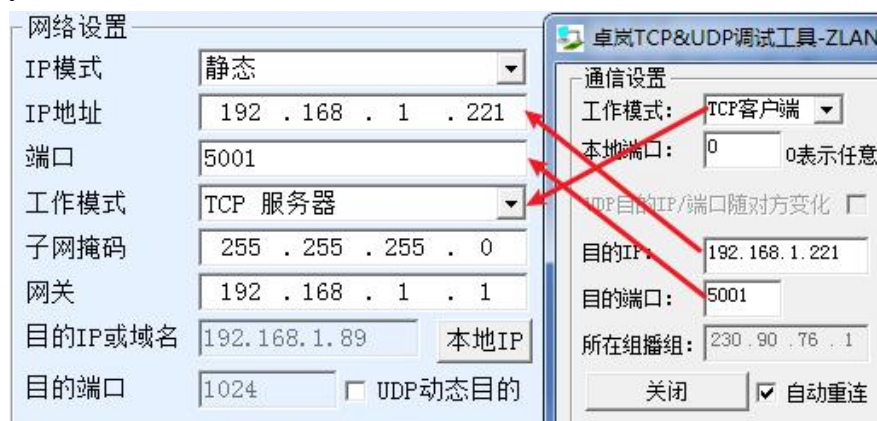 网络设置
IP模式 静态
IP地址 192 . 168 . 1 . 221
端口 5001
工作模式 TCP 服务器
子网掩码 255 . 255 . 255 . 0
网关 192 . 168 . 1 . 1
目的IP或域名 192.168.1.89 本地IP
目的端口 1024 UDP动态目的
卓岚TCP&UDP调试工具-ZLAN
通信设置
工作模式: TCP客户端
本地端口: 0 0表示任意
UDP目的IP/端口随对方变化
目的IP: 192.168.1.221
目的端口: 5001
所在组播组: 230 .90 .76 . 1
关闭 自动重连